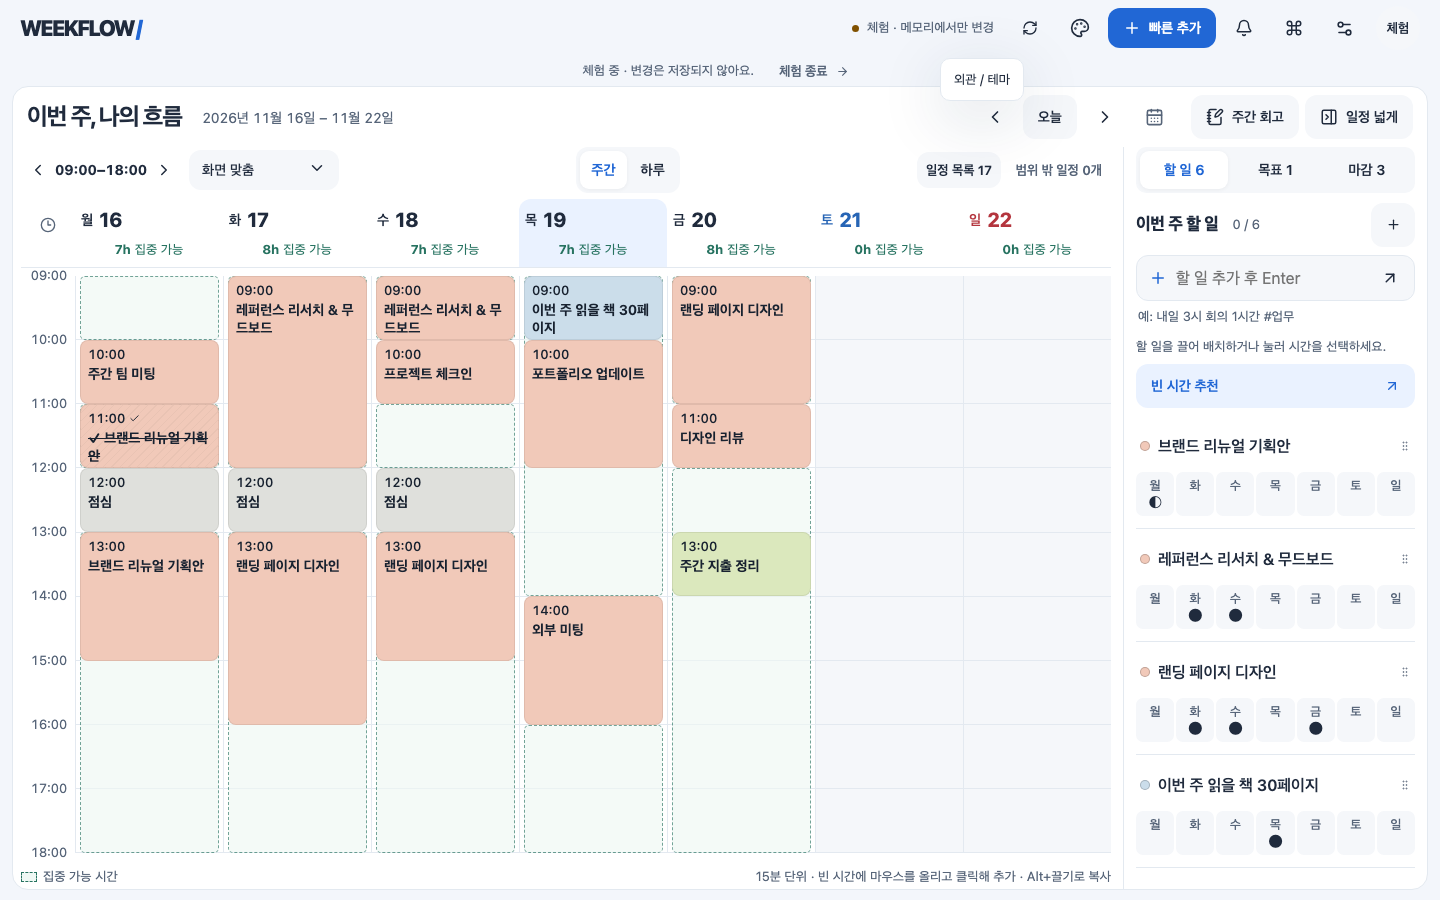 WEEKFLOW/
체험 · 메모리에서만 변경
빠른 추가
체험
체험 중 · 변경은 저장되지 않아요.
체험 종료 →
외관 / 테마
이번 주, 나의 흐름
2026년 11월 16일 – 11월 22일
오늘
주간 회고
일정 넓게
09:00–18:00
화면 맞춤
주간
하루
일정 목록 17
범위 밖 일정 0개
할 일 6
목표 1
마감 3
월 16
화 17
수 18
목 19
금 20
토 21
일 22
7h 집중 가능
8h 집중 가능
7h 집중 가능
7h 집중 가능
8h 집중 가능
0h 집중 가능
0h 집중 가능
09:00
10:00
11:00
12:00
13:00
14:00
15:00
16:00
17:00
18:00
10:00
주간 팀 미팅
11:00 ✓
✓ 브랜드 리뉴얼 기획
안
12:00
점심
13:00
브랜드 리뉴얼 기획안
09:00
레퍼런스 리서치 & 무
드보드
12:00
점심
13:00
랜딩 페이지 디자인
09:00
레퍼런스 리서치 & 무
드보드
10:00
프로젝트 체크인
12:00
점심
13:00
랜딩 페이지 디자인
09:00
이번 주 읽을 책 30페
이지
10:00
포트폴리오 업데이트
14:00
외부 미팅
09:00
랜딩 페이지 디자인
11:00
디자인 리뷰
13:00
주간 지출 정리
집중 가능 시간
15분 단위 · 빈 시간에 마우스를 올리고 클릭해 추가 · Alt+끌기로 복사
이번 주 할 일
0 / 6
할 일 추가 후 Enter
예: 내일 3시 회의 1시간 #업무
할 일을 끌어 배치하거나 눌러 시간을 선택하세요.
빈 시간 추천
브랜드 리뉴얼 기획안
월 화 수 목 금 토 일
레퍼런스 리서치 & 무드보드
월 화 수 목 금 토 일
랜딩 페이지 디자인
월 화 수 목 금 토 일
이번 주 읽을 책 30페이지
월 화 수 목 금 토 일